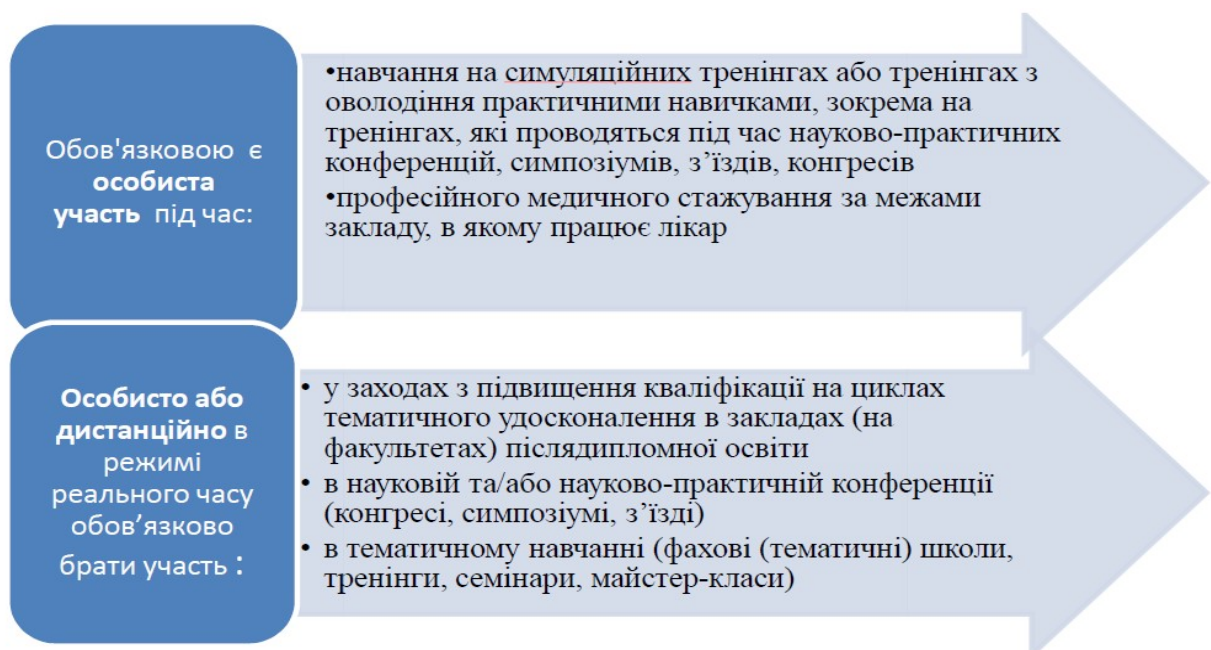 Обов'язковою є
особиста
участь під час:
•навчання на симуляційних тренінгах або тренінгах з
оволодіння практичними навичками, зокрема на
тренінгах, які проводяться під час науково-практичних
конференцій, симпозіумів, з’їздів, конгресів
•професійного медичного стажування за межами
закладу, в якому працює лікар
Особисто або
дистанційно в
режимі
реального часу
обов’язково
брати участь :
• у заходах з підвищення кваліфікації на циклах
тематичного удосконалення в закладах (на
факультетах) післядипломної освіти
• в науковій та/або науково-практичній конференції
(конгресі, симпозіумі, з’їзді)
• в тематичному навчанні (фахові (тематичні) школи,
тренінги, семінари, майстер-класи)